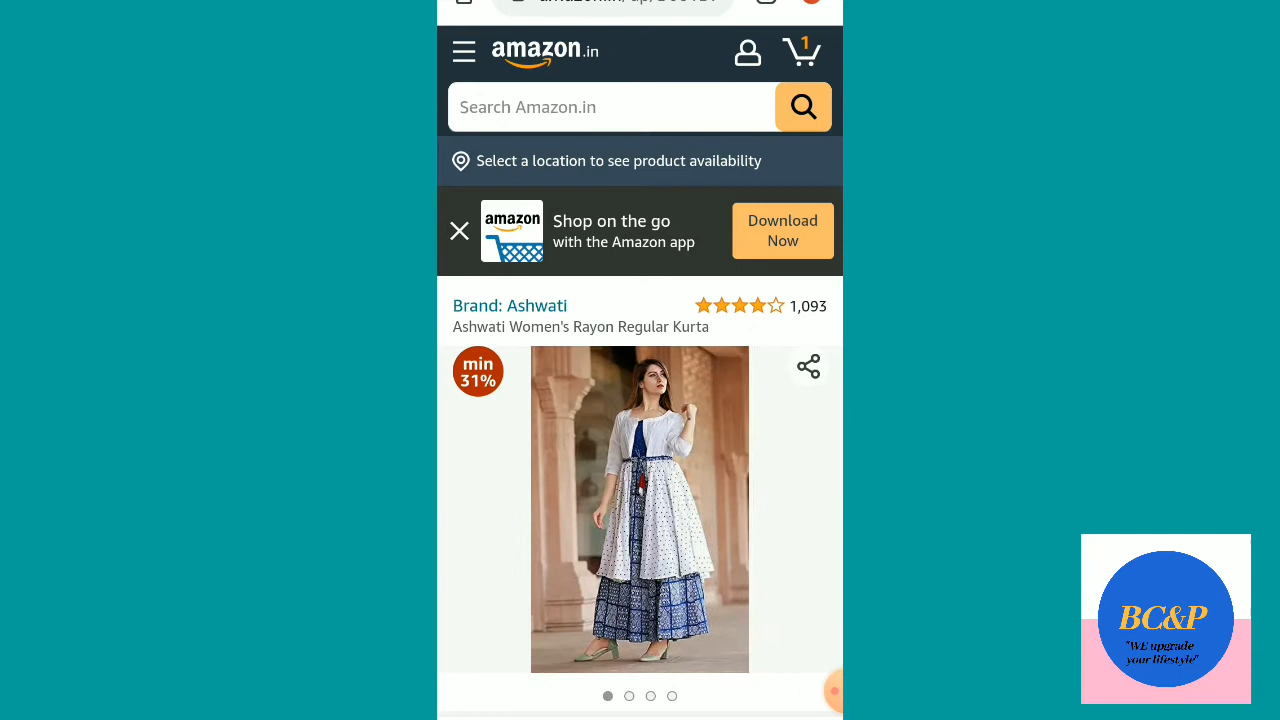 amazon.in
1
Search Amazon.in
Select a location to see product availability
amazon
Shop on the go
with the Amazon app
Download
Now
Brand: Ashwati
1,093
Ashwati Women's Rayon Regular Kurta
min
31%
BC&P
"WE upgrade
your lifestyle"